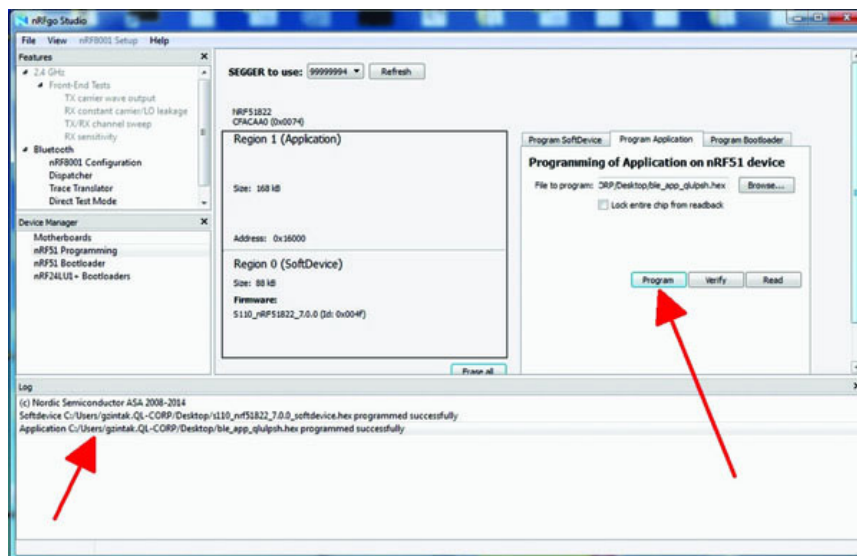 nRFgo Studio
File View nRF8001 Setup Help
Features
2.4 GHz
Front-End Tests
TX carrier wave output
RX constant carrier/LO leakage
TX/RX channel sweep
RX sensitivity
Bluetooth
nRF8001 Configuration
Dispatcher
Trace Translator
Direct Test Mode
Device Manager
Motherboards
nRF51 Programming
nRF51 Bootloader
nRF24LU1+ Bootloaders
SEGGER to use: 99999994 Refresh
NRF51822
CFACAA0 (0x0074)
Region 1 (Application)
Size: 168 kB
Address: 0x16000
Region 0 (SoftDevice)
Size: 88 kB
Firmware:
S110_nRF51822_7.0.0 (Id: 0x004f)
Erase all
Program SoftDevice Program Application Program Bootloader
Programming of Application on nRF51 device
File to program: ORP/Desktop/ble_app_qlulpsh.hex Browse...
Lock entire chip from readback
Program Verify Read
Log
(c) Nordic Semiconductor ASA 2008-2014
Softdevice C:/Users/gzintak.QL-CORP/Desktop/s110_nrf51822_7.0.0_softdevice.hex programmed successfully
Application C:/Users/gzintak.QL-CORP/Desktop/ble_app_qlulpsh.hex programmed successfully